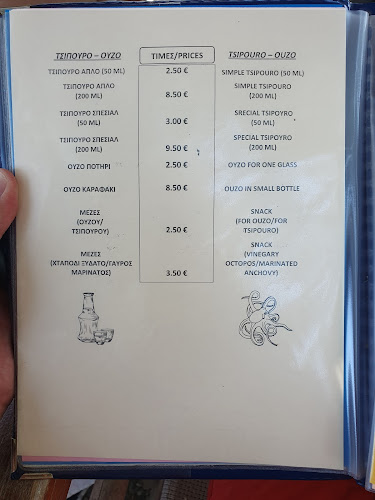 ΤΣΙΠΟΥΡΟ – ΟΥΖΟ TIMEΣ/PRICES TSIPOURO – OUZO
ΤΣΙΠΟΥΡΟ ΑΠΛΟ (50 ML) 2.50 € SIMPLE TSIPOURO (50 ML)
ΤΣΙΠΟΥΡΟ ΑΠΛΟ SIMPLE TSIPOURO
(200 ML) 8.50 € (200 ML)
ΤΣΙΠΟΥΡΟ ΣΠΕΣΙΑΛ SRECIAL TSIPOURO
(50 ML) 3.00 € (50 ML)
ΤΣΙΠΟΥΡΟ ΣΠΕΣΙΑΛ SPECIAL TSIPOYRO
(200 ML) 9.50 € (200 ML)
ΟΥΖΟ ΠΟΤΗΡΙ 2.50 € OUZO FOR ONE GLASS
ΟΥΖΟ ΚΑΡΑΦΑΚΙ 8.50 € OUZO IN SMALL BOTTLE
ΜΕΖΕΣ SNACK
(ΟΥΖΟΥ/ (FOR OUZO/FOR
ΤΣΙΠΟΥΡΟΥ) 2.50 € TSIPOURO)
ΜΕΖΕΣ SNACK
(ΧΤΑΠΟΔΙ ΞΥΔΑΤΟ/ΓΑΥΡΟΣ (VINEGARY
ΜΑΡΙΝΑΤΟΣ) 3.50 € OCTOPOS/MARINATED
ANCHOVY)